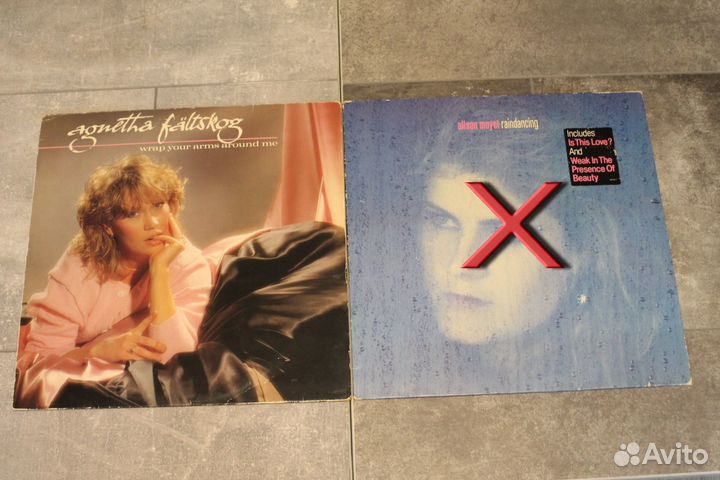 agnetha fältskog
wrap your arms around me
alison moyet raindancing
Includes
Is This Love?
And
Weak In The
Presence Of
Beauty
X
Avito